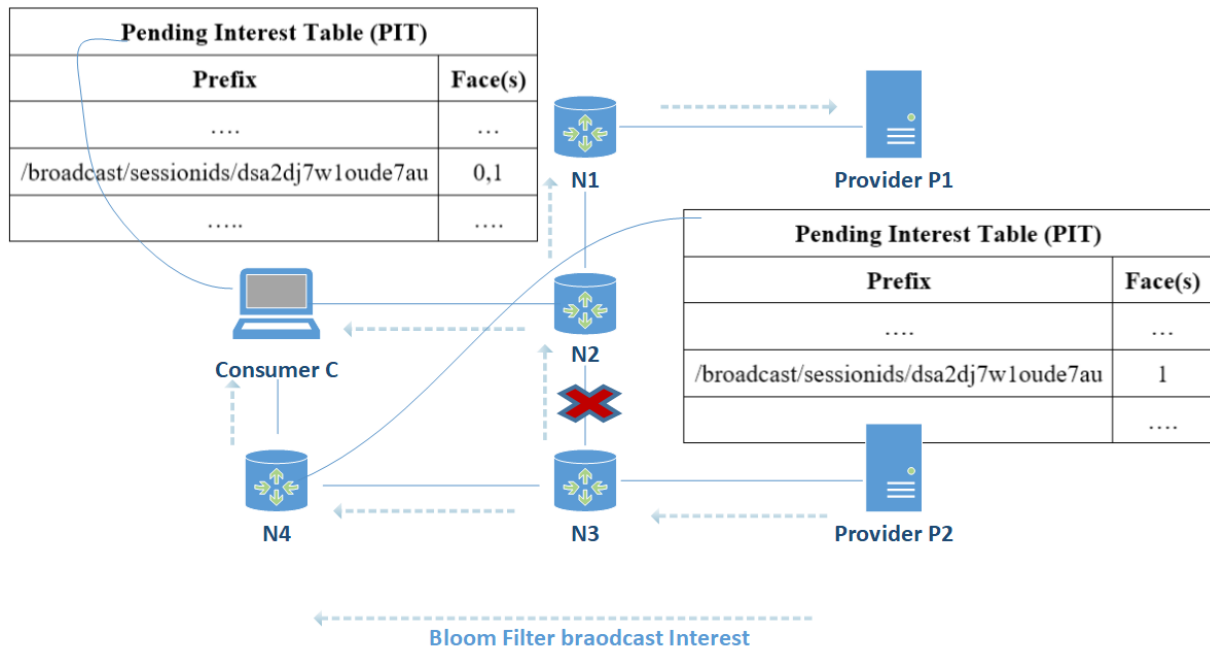 Pending Interest Table (PIT)
Prefix Face(s)
.... ...
/broadcast/sessionids/dsa2dj7w1oude7au 0,1
..... ....
N1
Provider P1
Pending Interest Table (PIT)
Prefix Face(s)
.... ...
/broadcast/sessionids/dsa2dj7w1oude7au 1
....
Consumer C
N2
N4
N3
Provider P2
Bloom Filter braodcast Interest